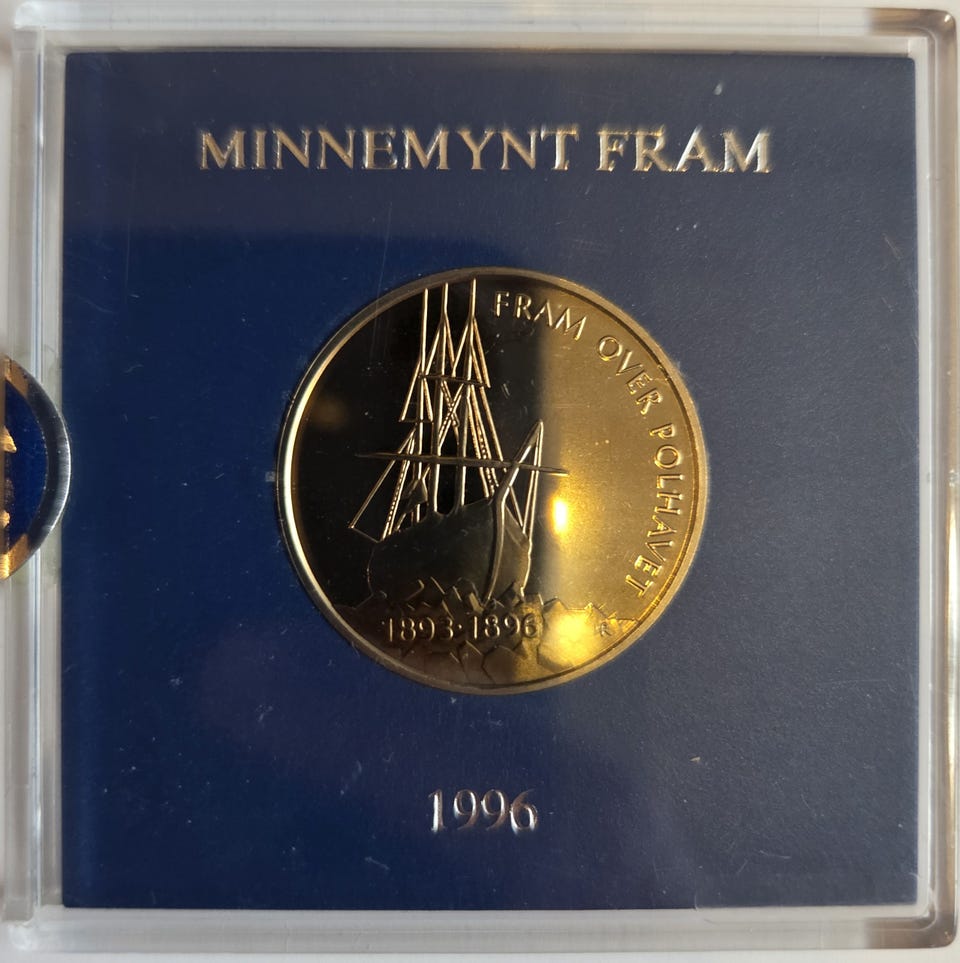 MINNEMYNT FRAM
FRAM OVER POLHAVET
1893·1896
1996